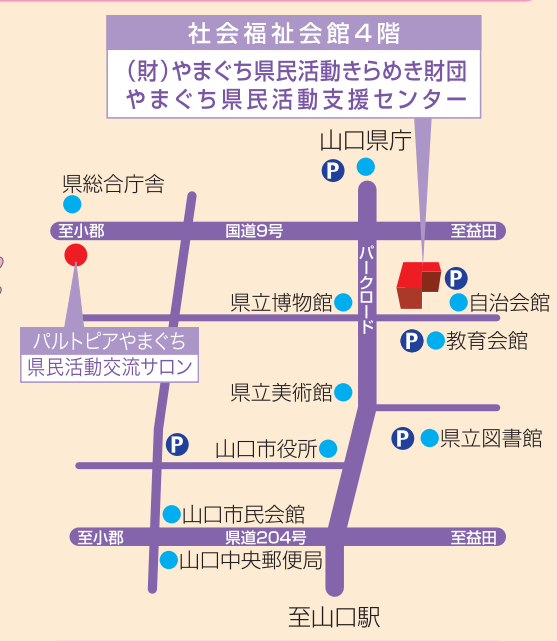 社会福祉会館4階
（財）やまぐち県民活動きらめき財団
やまぐち県民活動支援センター
山口県庁
P
県総合庁舎
至小郡
国道9号
至益田
パークロード
P
県立博物館
自治会館
パルトピアやまぐち
県民活動交流サロン
P
教育会館
県立美術館
P
山口市役所
P
県立図書館
山口市民会館
至小郡
県道204号
至益田
山口中央郵便局
至山口駅